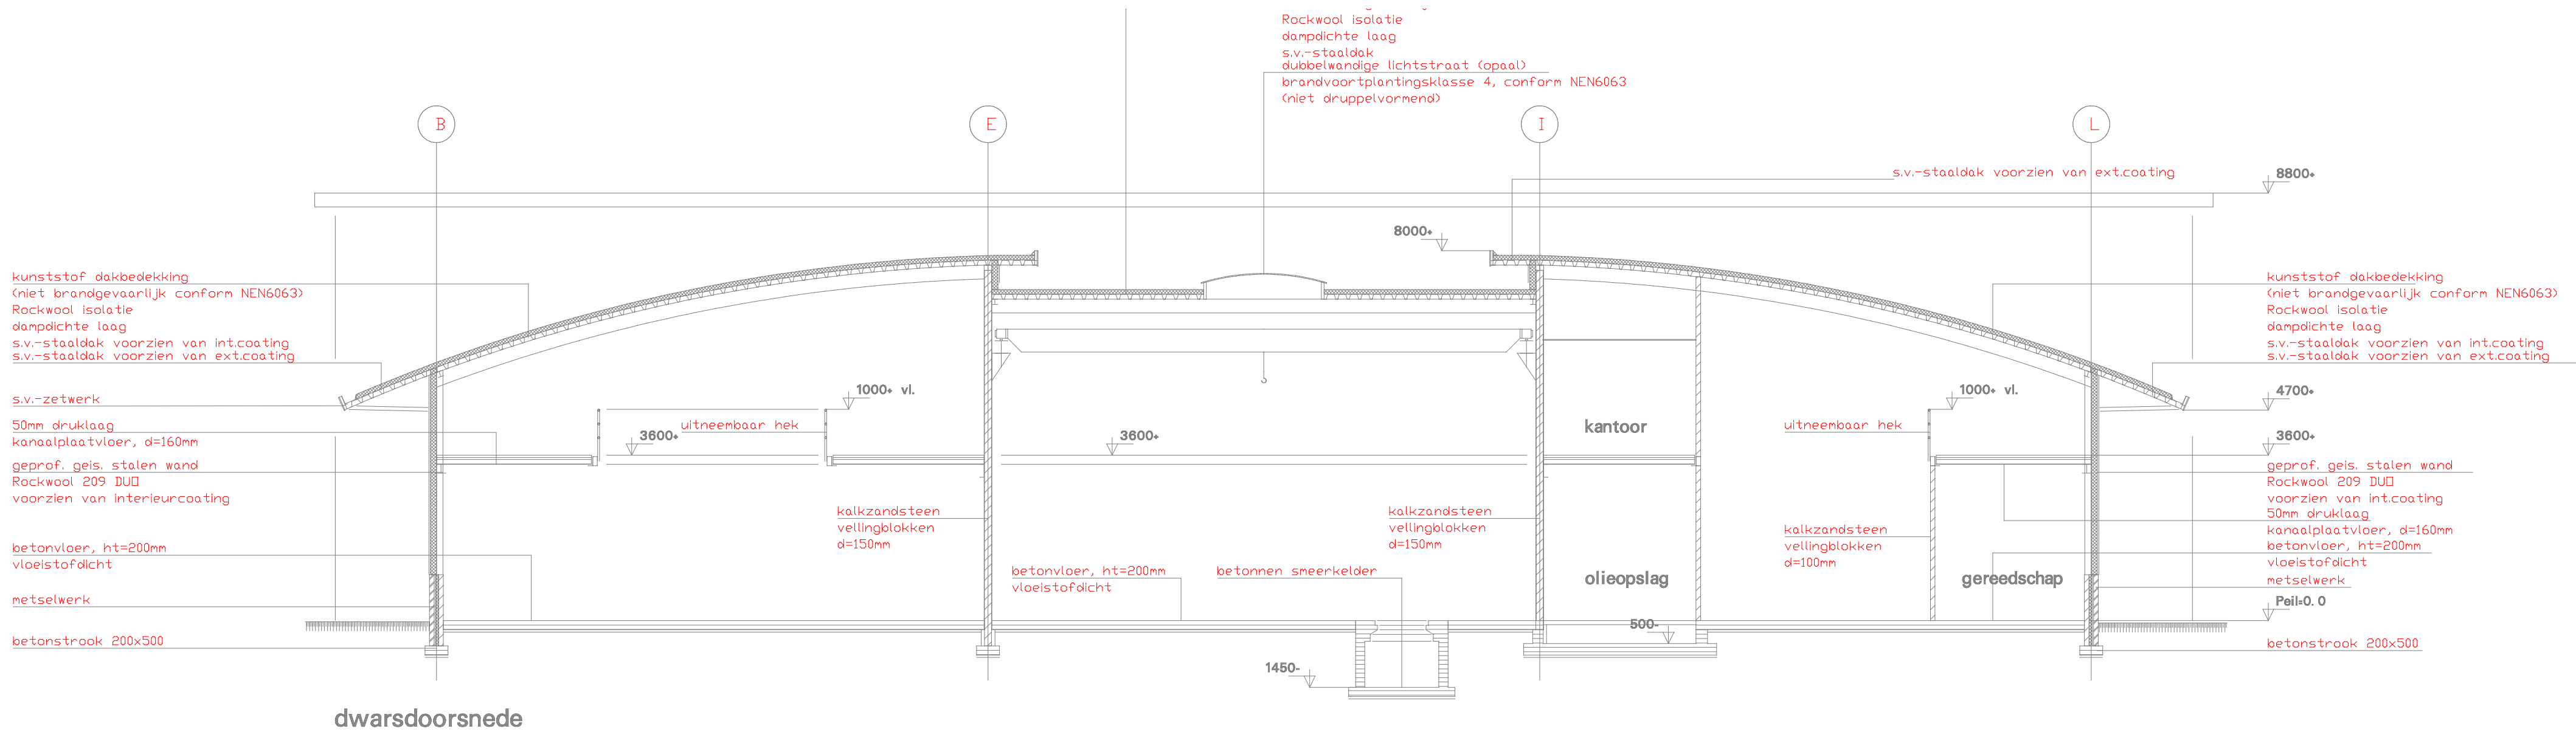 Rockwool isolatie
dampdichte laag
s.v.-staaldak
dubbelwandige lichtstraat (opaal)
brandvoortplantingsklasse 4, conform NEN6063
(niet druppelvormend)
B
E
I
L
s.v.-staaldak voorzien van ext.coating
8800+
8000+
kunststof dakbedekking
(niet brandgevaarlijk conform NEN6063)
Rockwool isolatie
dampdichte laag
s.v.-staaldak voorzien van int.coating
s.v.-staaldak voorzien van ext.coating
s.v.-zetwerk
50mm druklaag
kanaalplaatvloer, d=160mm
geprof. geis. stalen wand
Rockwool 209 DUO
voorzien van interieurcoating
betonvloer, ht=200mm
vloeistofdicht
metselwerk
betonstrook 200x500
1000+ vl.
uitneembaar hek
3600+
3600+
kalkzandsteen
vellingblokken
d=150mm
betonvloer, ht=200mm
vloeistofdicht
betonnen smeerkelder
1450-
kalkzandsteen
vellingblokken
d=150mm
kantoor
olieopslag
500-
1000+ vl.
uitneembaar hek
kalkzandsteen
vellingblokken
d=100mm
gereedschap
kunststof dakbedekking
(niet brandgevaarlijk conform NEN6063)
Rockwool isolatie
dampdichte laag
s.v.-staaldak voorzien van int.coating
s.v.-staaldak voorzien van ext.coating
4700+
3600+
geprof. geis. stalen wand
Rockwool 209 DUO
voorzien van int.coating
50mm druklaag
kanaalplaatvloer, d=160mm
betonvloer, ht=200mm
vloeistofdicht
metselwerk
Peil=0. 0
betonstrook 200x500
dwarsdoorsnede